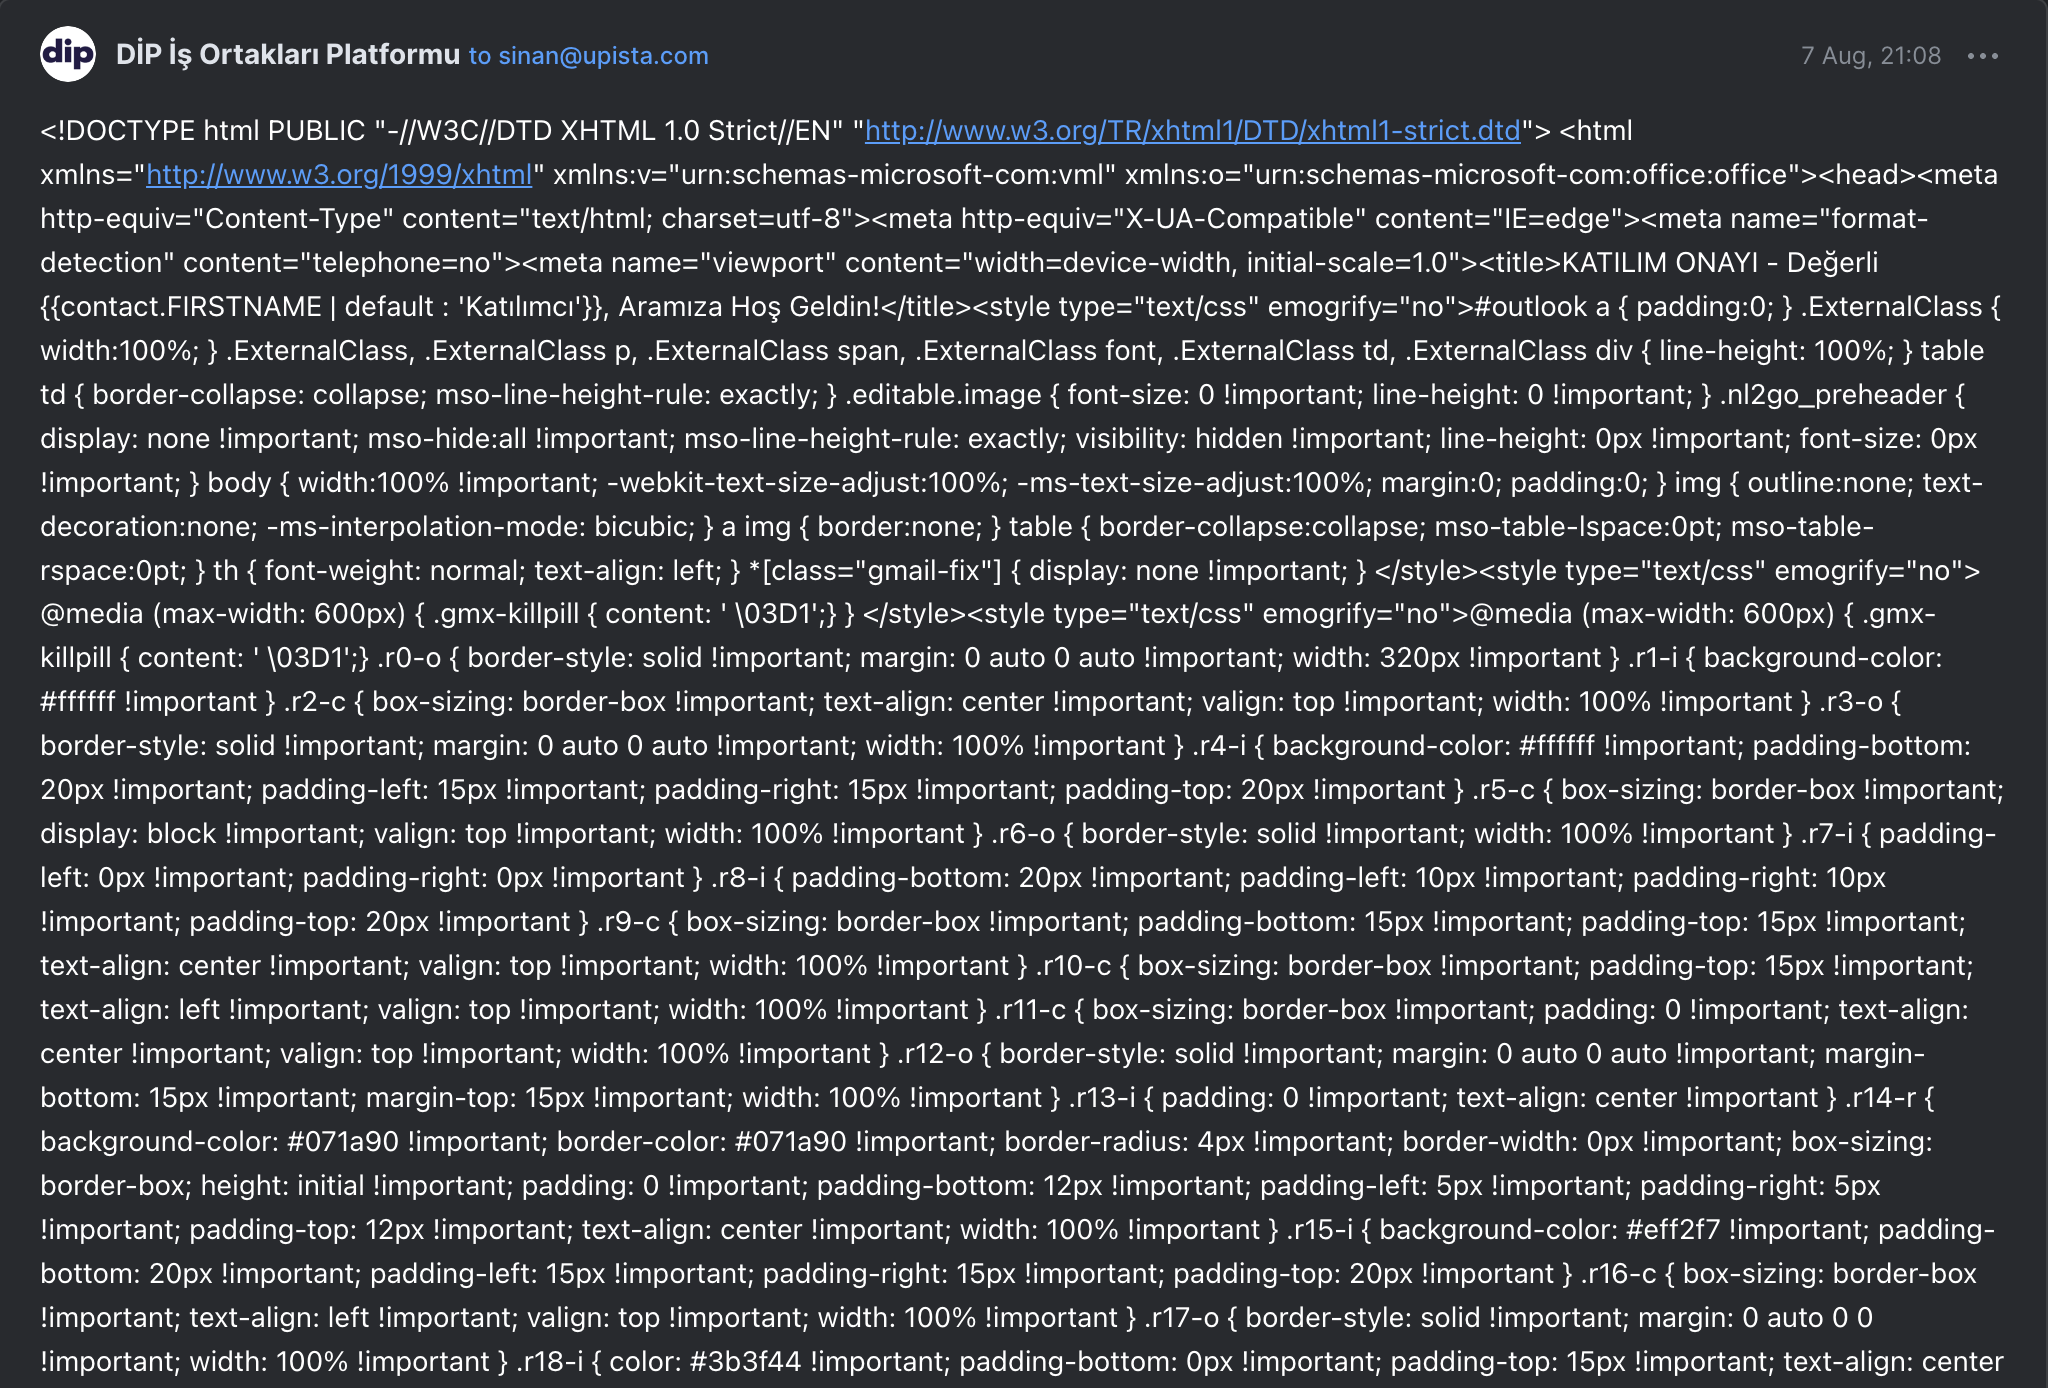 dip
DİP İş Ortakları Platformu to sinan@upista.com
7 Aug, 21:08
<!DOCTYPE html PUBLIC "-//W3C//DTD XHTML 1.0 Strict//EN" "http://www.w3.org/TR/xhtml1/DTD/xhtml1-strict.dtd"> <html
xmlns="http://www.w3.org/1999/xhtml" xmlns:v="urn:schemas-microsoft-com:vml" xmlns:o="urn:schemas-microsoft-com:office:office"><head><meta
http-equiv="Content-Type" content="text/html; charset=utf-8"><meta http-equiv="X-UA-Compatible" content="IE=edge"><meta name="format-
detection" content="telephone=no"><meta name="viewport" content="width=device-width, initial-scale=1.0"><title>KATILIM ONAYI - Değerli
{{contact.FIRSTNAME | default : 'Katılımcı'}}, Aramıza Hoş Geldin!</title><style type="text/css" emogrify="no">#outlook a { padding:0; } .ExternalClass {
width:100%; } .ExternalClass, .ExternalClass p, .ExternalClass span, .ExternalClass font, .ExternalClass td, .ExternalClass div { line-height: 100%; } table
td { border-collapse: collapse; mso-line-height-rule: exactly; } .editable.image { font-size: 0 !important; line-height: 0 !important; } .nl2go_preheader {
display: none !important; mso-hide:all !important; mso-line-height-rule: exactly; visibility: hidden !important; line-height: 0px !important; font-size: 0px
!important; } body { width:100% !important; -webkit-text-size-adjust:100%; -ms-text-size-adjust:100%; margin:0; padding:0; } img { outline:none; text-
decoration:none; -ms-interpolation-mode: bicubic; } a img { border:none; } table { border-collapse:collapse; mso-table-lspace:0pt; mso-table-
rspace:0pt; } th { font-weight: normal; text-align: left; } *[class="gmail-fix"] { display: none !important; } </style><style type="text/css" emogrify="no">
@media (max-width: 600px) { .gmx-killpill { content: ' \03D1';} } </style><style type="text/css" emogrify="no">@media (max-width: 600px) { .gmx-
killpill { content: ' \03D1';} .r0-o { border-style: solid !important; margin: 0 auto 0 auto !important; width: 320px !important } .r1-i { background-color:
#ffffff !important } .r2-c { box-sizing: border-box !important; text-align: center !important; valign: top !important; width: 100% !important } .r3-o {
border-style: solid !important; margin: 0 auto 0 auto !important; width: 100% !important } .r4-i { background-color: #ffffff !important; padding-bottom:
20px !important; padding-left: 15px !important; padding-right: 15px !important; padding-top: 20px !important } .r5-c { box-sizing: border-box !important;
display: block !important; valign: top !important; width: 100% !important } .r6-o { border-style: solid !important; width: 100% !important } .r7-i { padding-
left: 0px !important; padding-right: 0px !important } .r8-i { padding-bottom: 20px !important; padding-left: 10px !important; padding-right: 10px
!important; padding-top: 20px !important } .r9-c { box-sizing: border-box !important; padding-bottom: 15px !important; padding-top: 15px !important;
text-align: center !important; valign: top !important; width: 100% !important } .r10-c { box-sizing: border-box !important; padding-top: 15px !important;
text-align: left !important; valign: top !important; width: 100% !important } .r11-c { box-sizing: border-box !important; padding: 0 !important; text-align:
center !important; valign: top !important; width: 100% !important } .r12-o { border-style: solid !important; margin: 0 auto 0 auto !important; margin-
bottom: 15px !important; margin-top: 15px !important; width: 100% !important } .r13-i { padding: 0 !important; text-align: center !important } .r14-r {
background-color: #071a90 !important; border-color: #071a90 !important; border-radius: 4px !important; border-width: 0px !important; box-sizing:
border-box; height: initial !important; padding: 0 !important; padding-bottom: 12px !important; padding-left: 5px !important; padding-right: 5px
!important; padding-top: 12px !important; text-align: center !important; width: 100% !important } .r15-i { background-color: #eff2f7 !important; padding-
bottom: 20px !important; padding-left: 15px !important; padding-right: 15px !important; padding-top: 20px !important } .r16-c { box-sizing: border-box
!important; text-align: left !important; valign: top !important; width: 100% !important } .r17-o { border-style: solid !important; margin: 0 auto 0 0
!important; width: 100% !important } .r18-i { color: #3b3f44 !important; padding-bottom: 0px !important; padding-top: 15px !important; text-align: center